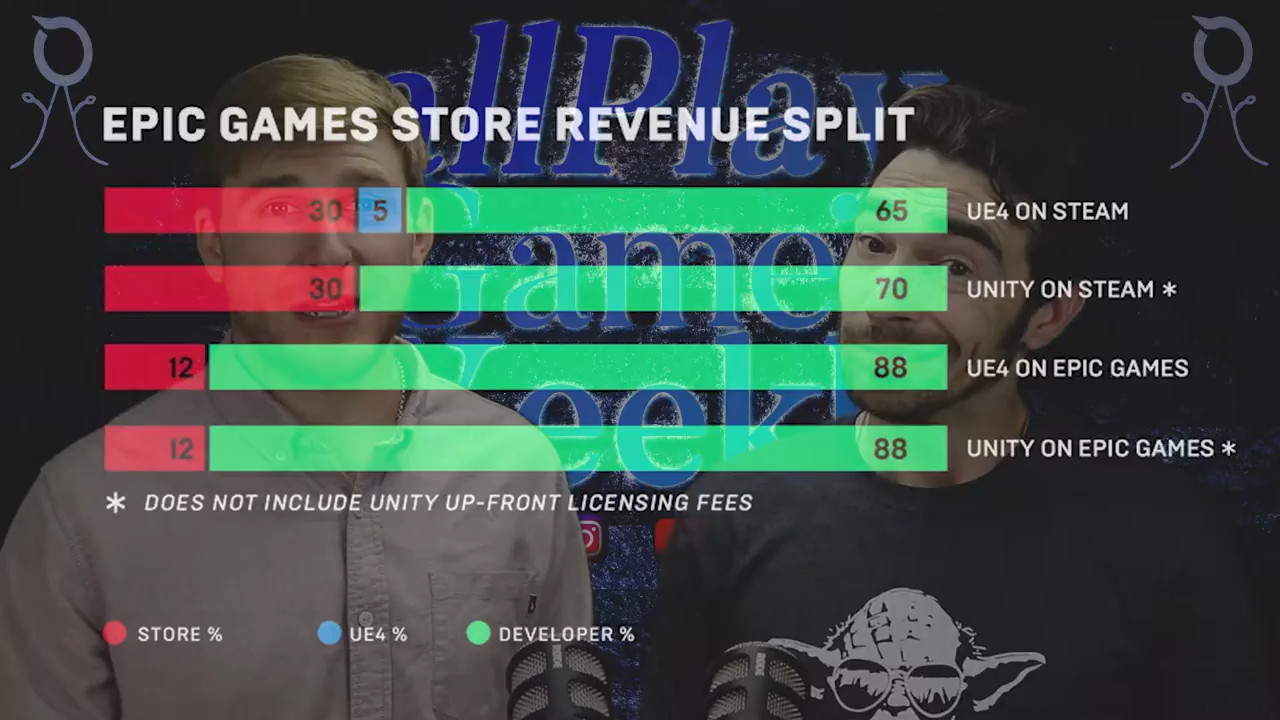 EPIC GAMES STORE REVENUE SPLIT
30 5 65 UE4 ON STEAM
30 70 UNITY ON STEAM *
12 88 UE4 ON EPIC GAMES
12 88 UNITY ON EPIC GAMES *
* DOES NOT INCLUDE UNITY UP-FRONT LICENSING FEES
STORE % UE4 % DEVELOPER %